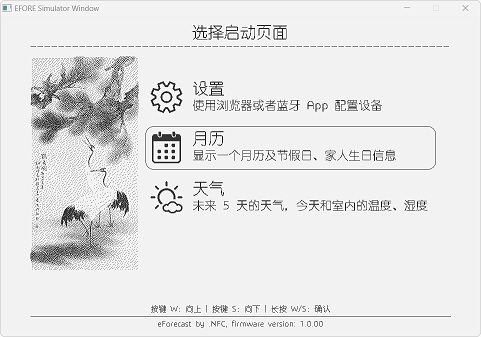 EFORE Simulator Window
选择启动页面
设置
使用浏览器或者蓝牙 App 配置设备
月历
显示一个月历及节假日、家人生日信息
天气
未来 5 天的天气，今天和室内的温度、湿度
按键 W：向上 | 按键 S：向下 | 长按 W/S：确认
eForecast by .NFC, firmware version: 1.0.00